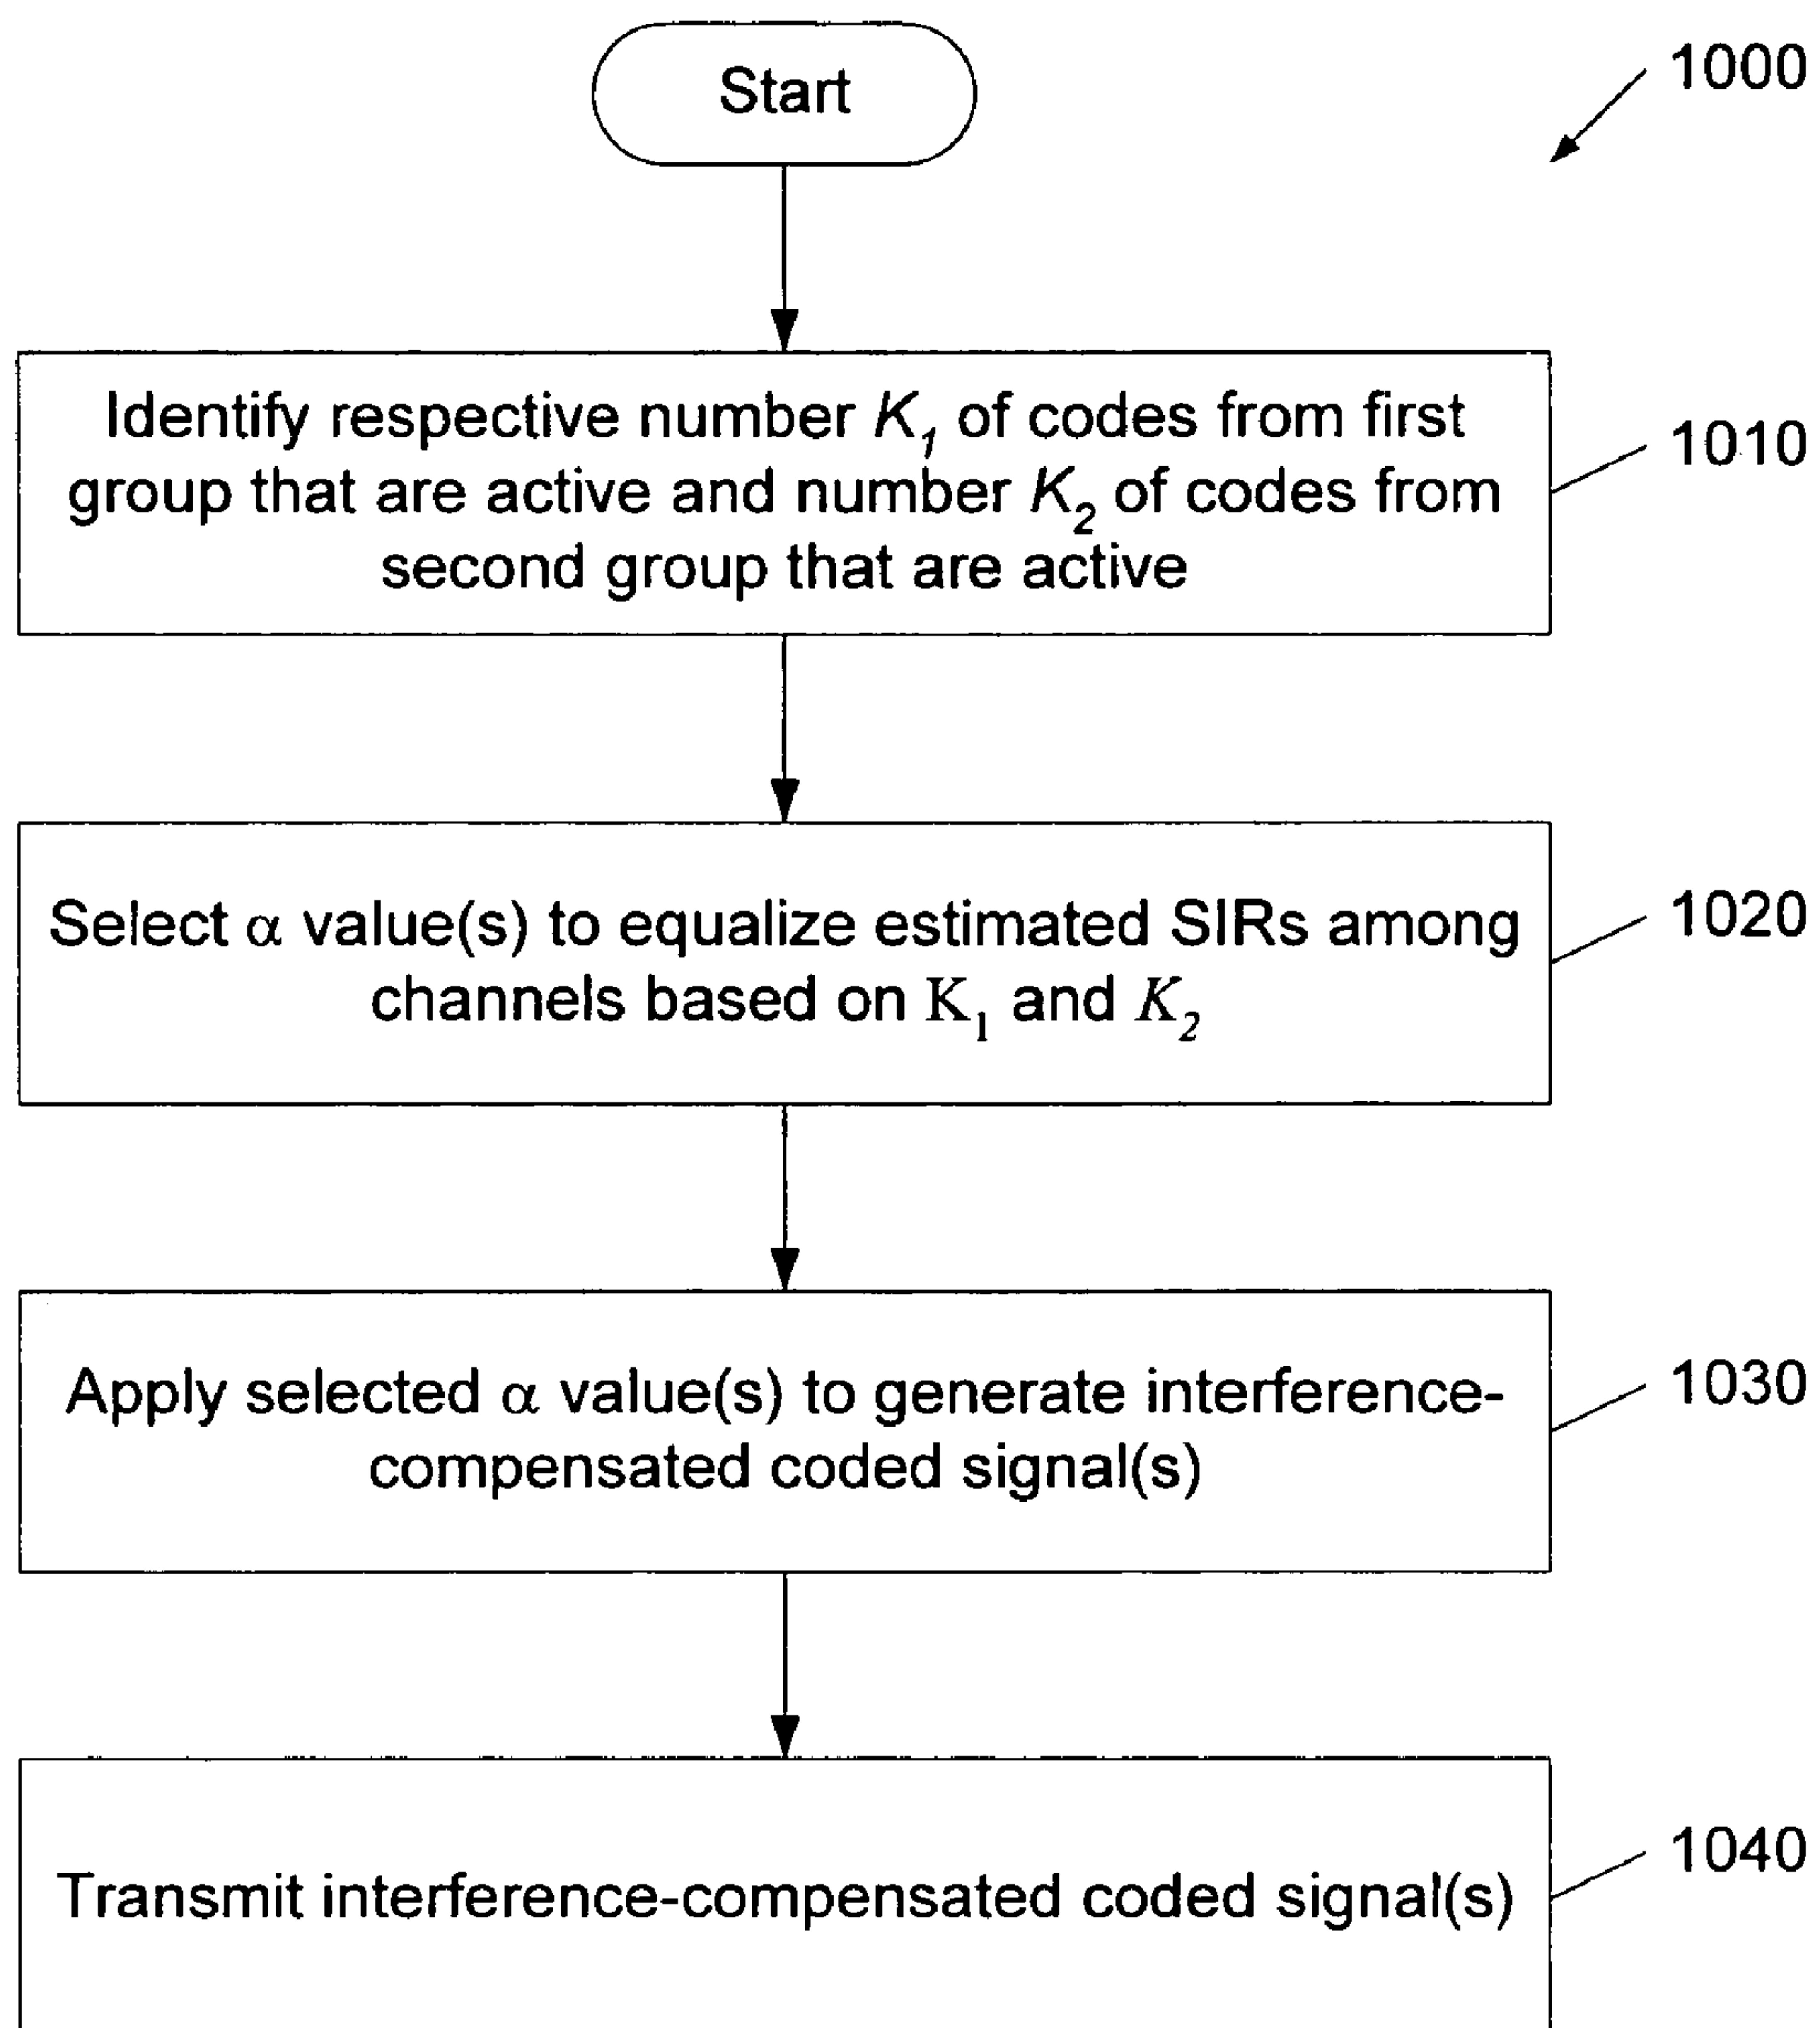 Start
1000
Identify respective number K₁ of codes from first
group that are active and number K₂ of codes from
second group that are active
1010
Select α value(s) to equalize estimated SIRs among
channels based on K₁ and K₂
1020
Apply selected α value(s) to generate interference-
compensated coded signal(s)
1030
Transmit interference-compensated coded signal(s)
1040